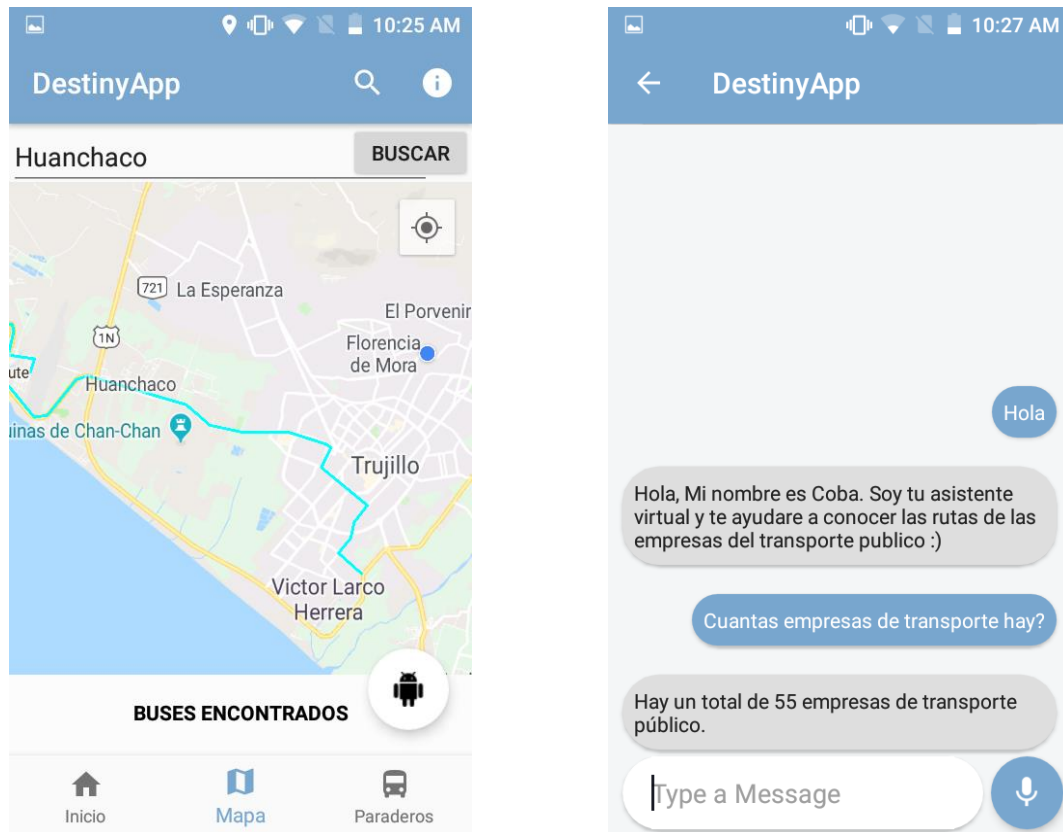 10:25 AM
DestinyApp
Huanchaco
BUSCAR
721
La Esperanza
El Porvenir
1N
Florencia
de Mora
ute
Huanchaco
uinas de Chan-Chan
Trujillo
Victor Larco
Herrera
BUSES ENCONTRADOS
Inicio
Mapa
Paraderos
10:27 AM
DestinyApp
Hola
Hola, Mi nombre es Coba. Soy tu asistente
virtual y te ayudare a conocer las rutas de las
empresas del transporte publico :)
Cuantas empresas de transporte hay?
Hay un total de 55 empresas de transporte
público.
Type a Message